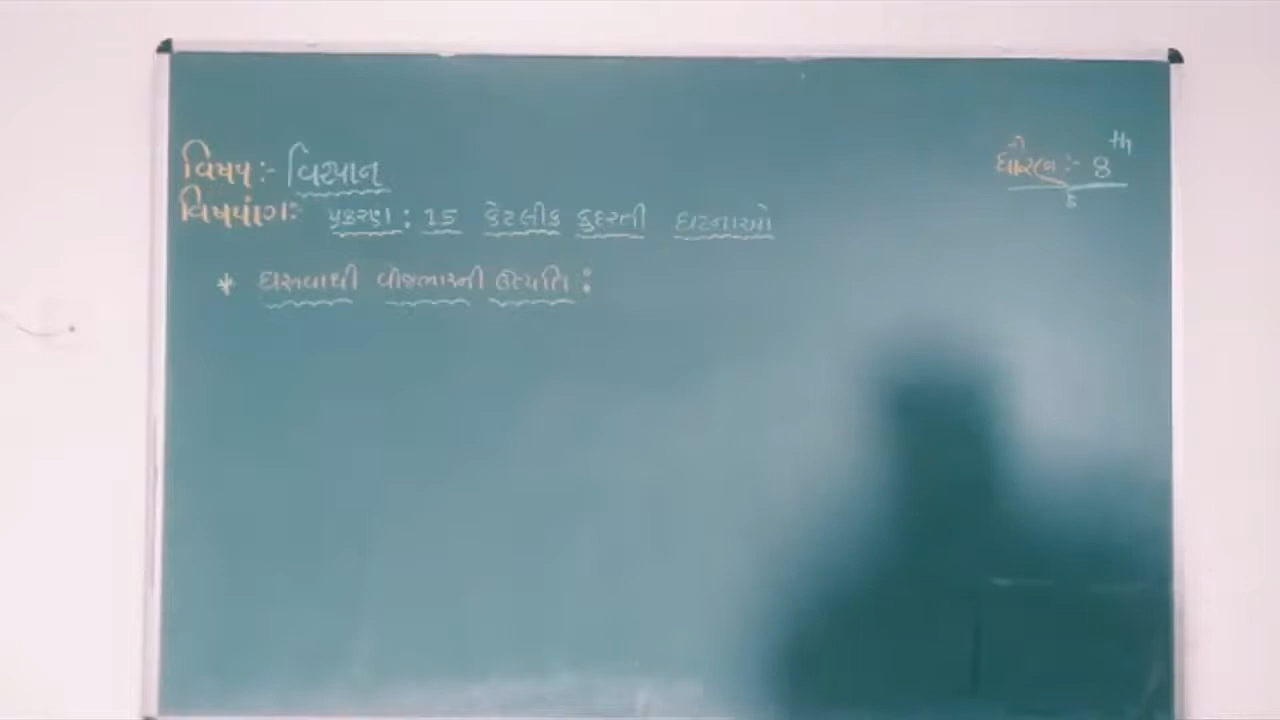 વિષય :- વિજ્ઞાન
ધોરણ :- 8th
વિષયાંગ: પ્રકરણ : 15 કેટલીક કુદરતી ઘટનાઓ
* ઘસવાથી વીજભારની ઉત્પતિ :